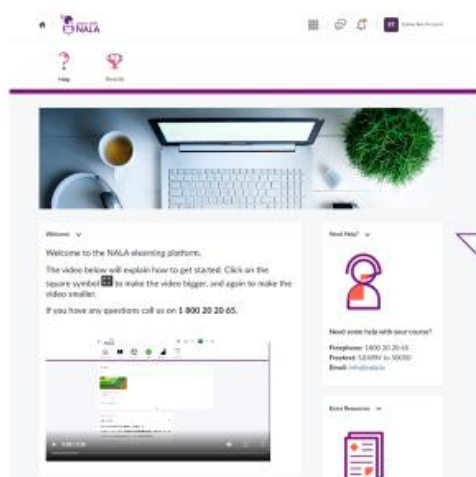 NALA
Help
Awards
Welcome
Welcome to the NALA elearning platform.
The video below will explain how to get started. Click on the
square symbol to make the video bigger, and again to make the
video smaller.
If you have any questions call us on 1 800 20 20 65.
Need Help?
Need some help with your course?
Freephone: 1800 20 20 65
Freetext: 'LEARN' to 50050
Email: info@nala.ie
Extra Resources